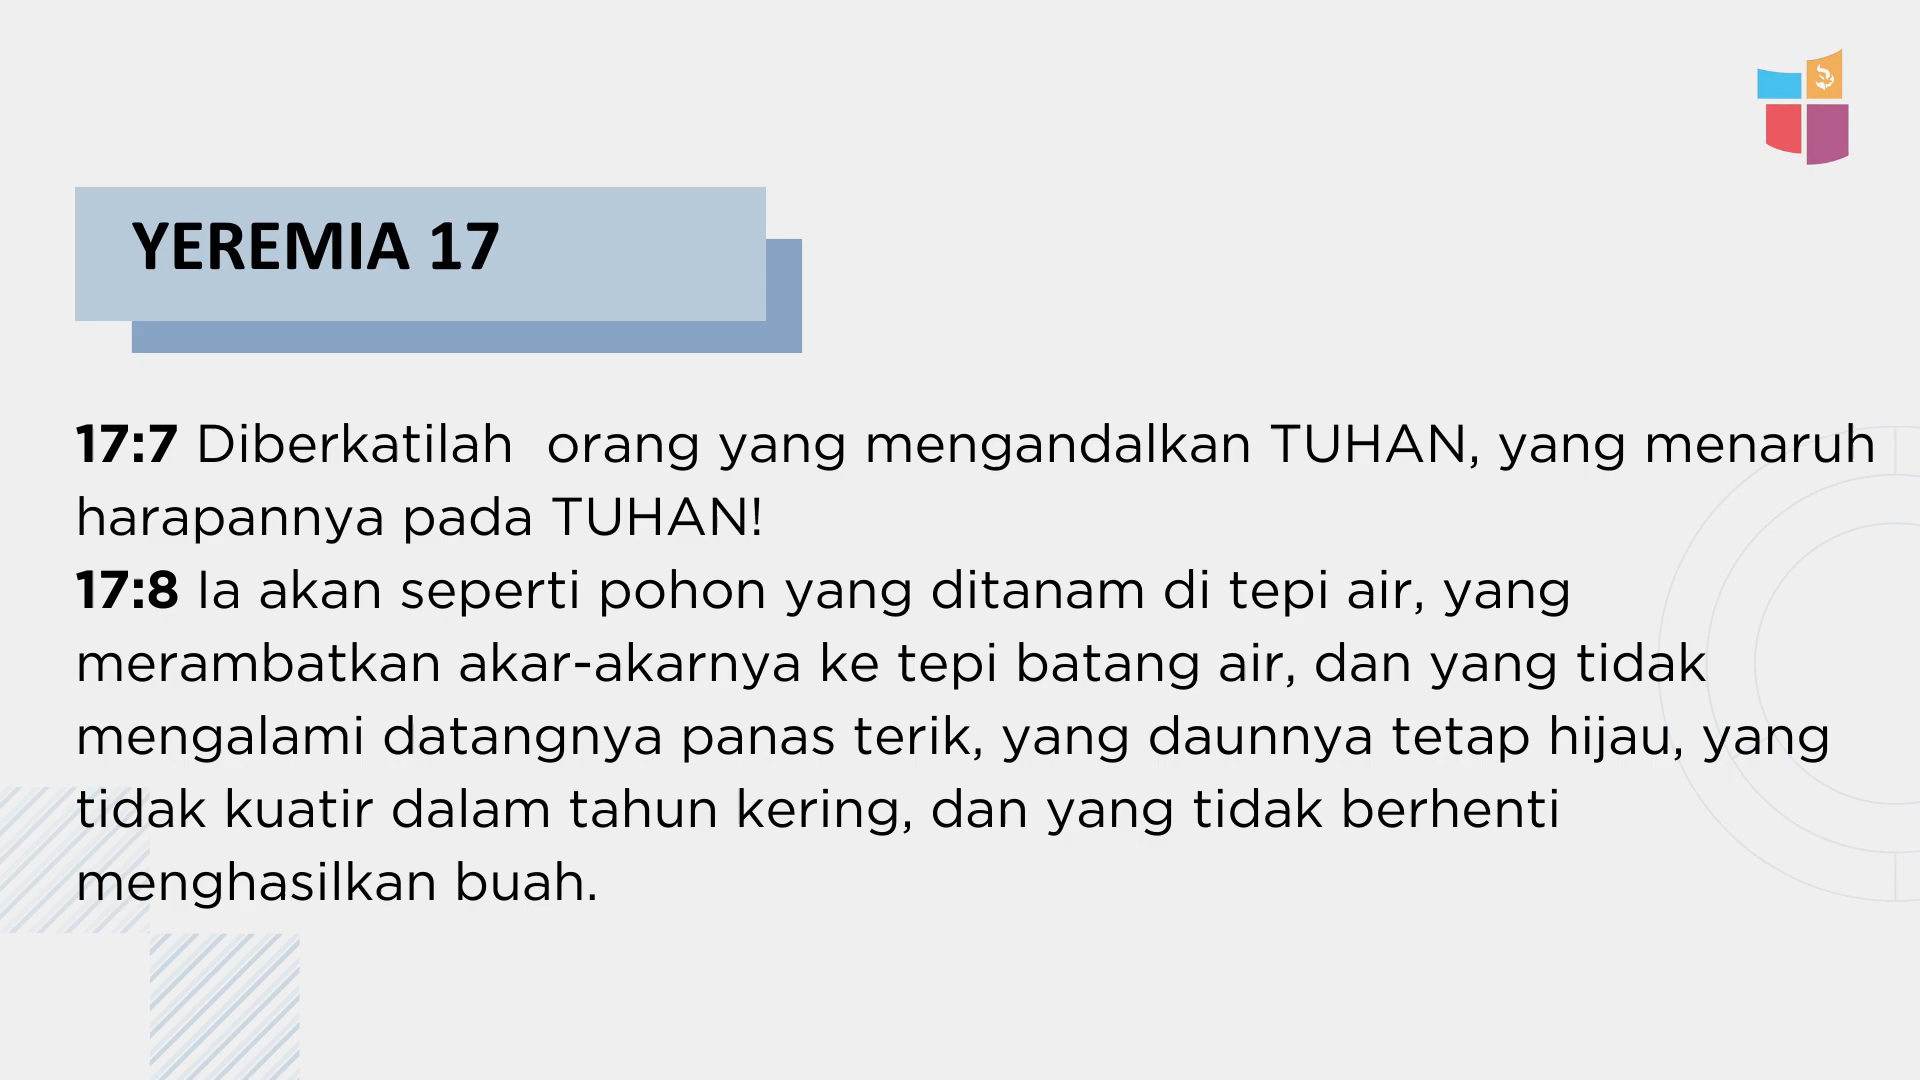 YEREMIA 17
17:7 Diberkatilah  orang yang mengandalkan TUHAN, yang menaruh
harapannya pada TUHAN!
17:8 Ia akan seperti pohon yang ditanam di tepi air, yang
merambatkan akar-akarnya ke tepi batang air, dan yang tidak
mengalami datangnya panas terik, yang daunnya tetap hijau, yang
tidak kuatir dalam tahun kering, dan yang tidak berhenti
menghasilkan buah.